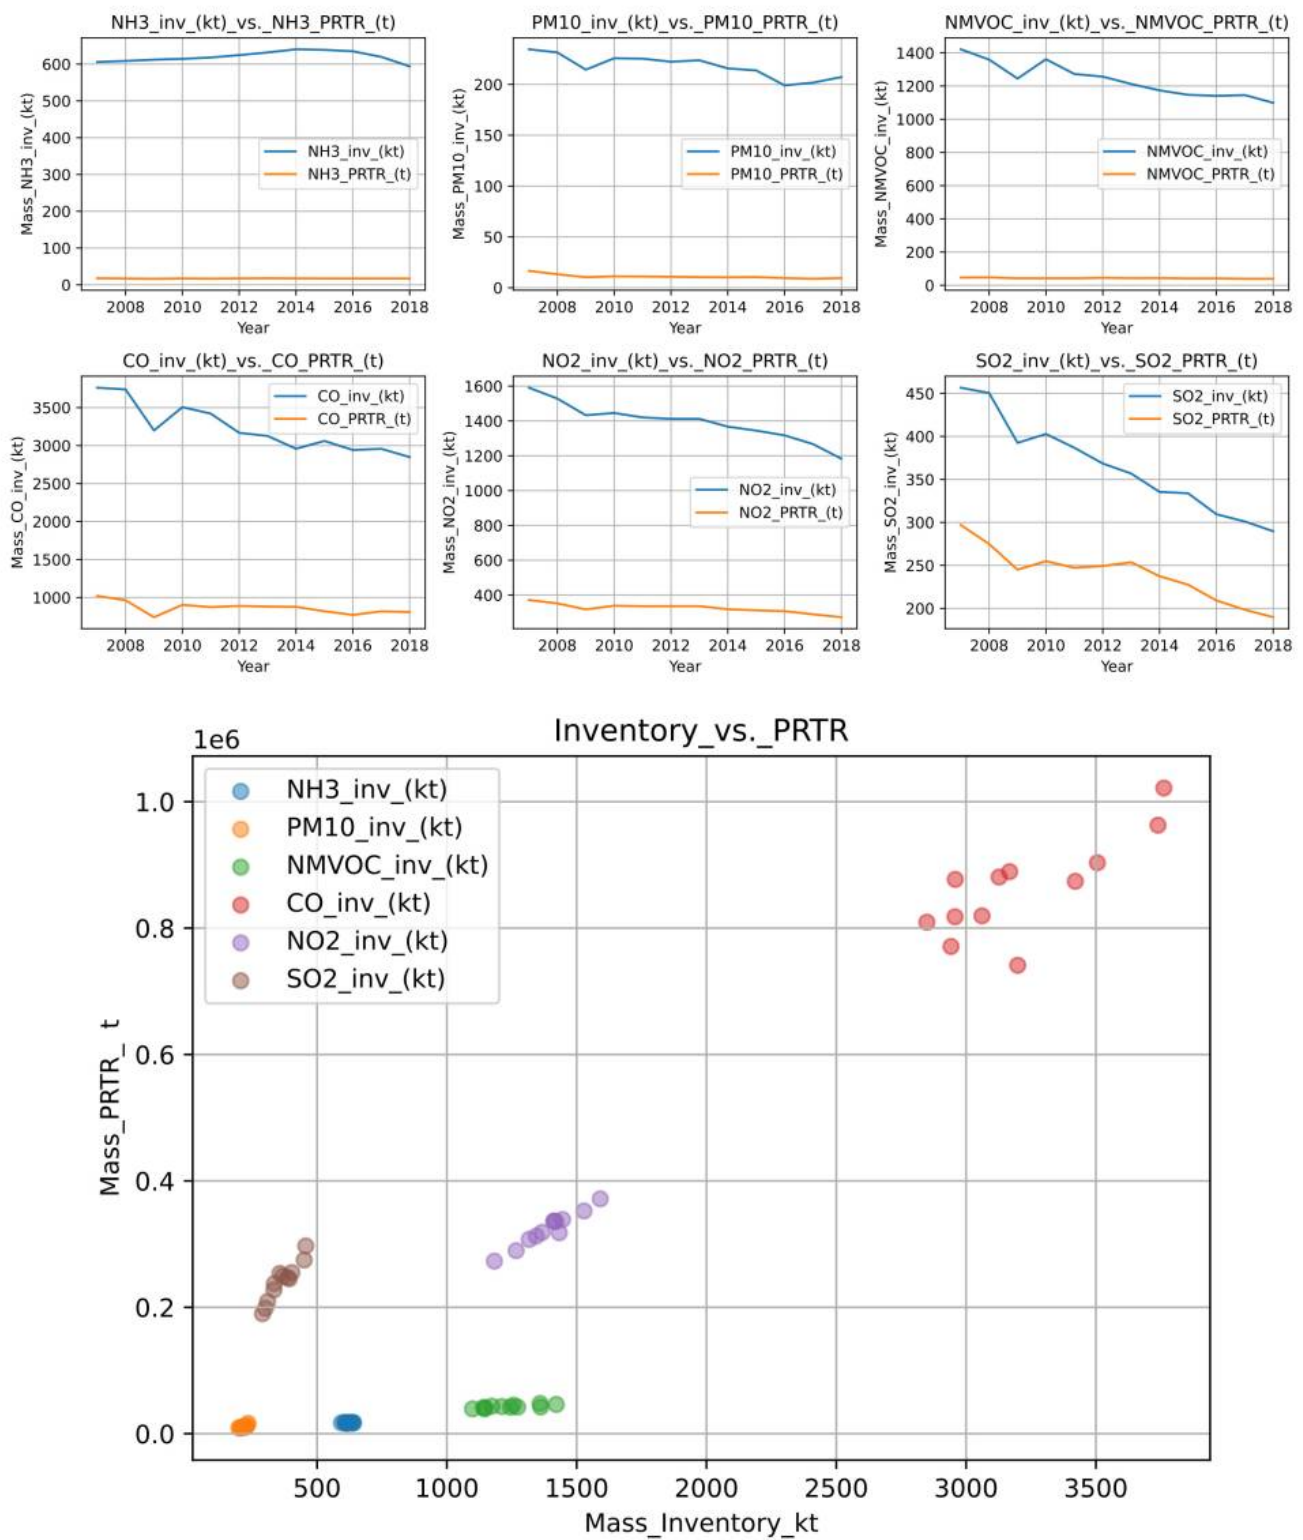 NH3_inv_(kt)_vs._NH3_PRTR_(t)
Mass_NH3_inv_(kt)
600
500
400
300
200
100
0
NH3_inv_(kt)
NH3_PRTR_(t)
2008 2010 2012 2014 2016 2018
Year
PM10_inv_(kt)_vs._PM10_PRTR_(t)
Mass_PM10_inv_(kt)
200
150
100
50
0
PM10_inv_(kt)
PM10_PRTR_(t)
2008 2010 2012 2014 2016 2018
Year
NMVOC_inv_(kt)_vs._NMVOC_PRTR_(t)
Mass_NMVOC_inv_(kt)
1400
1200
1000
800
600
400
200
0
NMVOC_inv_(kt)
NMVOC_PRTR_(t)
2008 2010 2012 2014 2016 2018
Year
CO_inv_(kt)_vs._CO_PRTR_(t)
Mass_CO_inv_(kt)
3500
3000
2500
2000
1500
1000
CO_inv_(kt)
CO_PRTR_(t)
2008 2010 2012 2014 2016 2018
Year
NO2_inv_(kt)_vs._NO2_PRTR_(t)
Mass_NO2_inv_(kt)
1600
1400
1200
1000
800
600
400
NO2_inv_(kt)
NO2_PRTR_(t)
2008 2010 2012 2014 2016 2018
Year
SO2_inv_(kt)_vs._SO2_PRTR_(t)
Mass_SO2_inv_(kt)
450
400
350
300
250
200
SO2_inv_(kt)
SO2_PRTR_(t)
2008 2010 2012 2014 2016 2018
Year
Inventory_vs._PRTR
1e6
Mass_PRTR_ t
1.0
0.8
0.6
0.4
0.2
0.0
NH3_inv_(kt)
PM10_inv_(kt)
NMVOC_inv_(kt)
CO_inv_(kt)
NO2_inv_(kt)
SO2_inv_(kt)
500 1000 1500 2000 2500 3000 3500
Mass_Inventory_kt